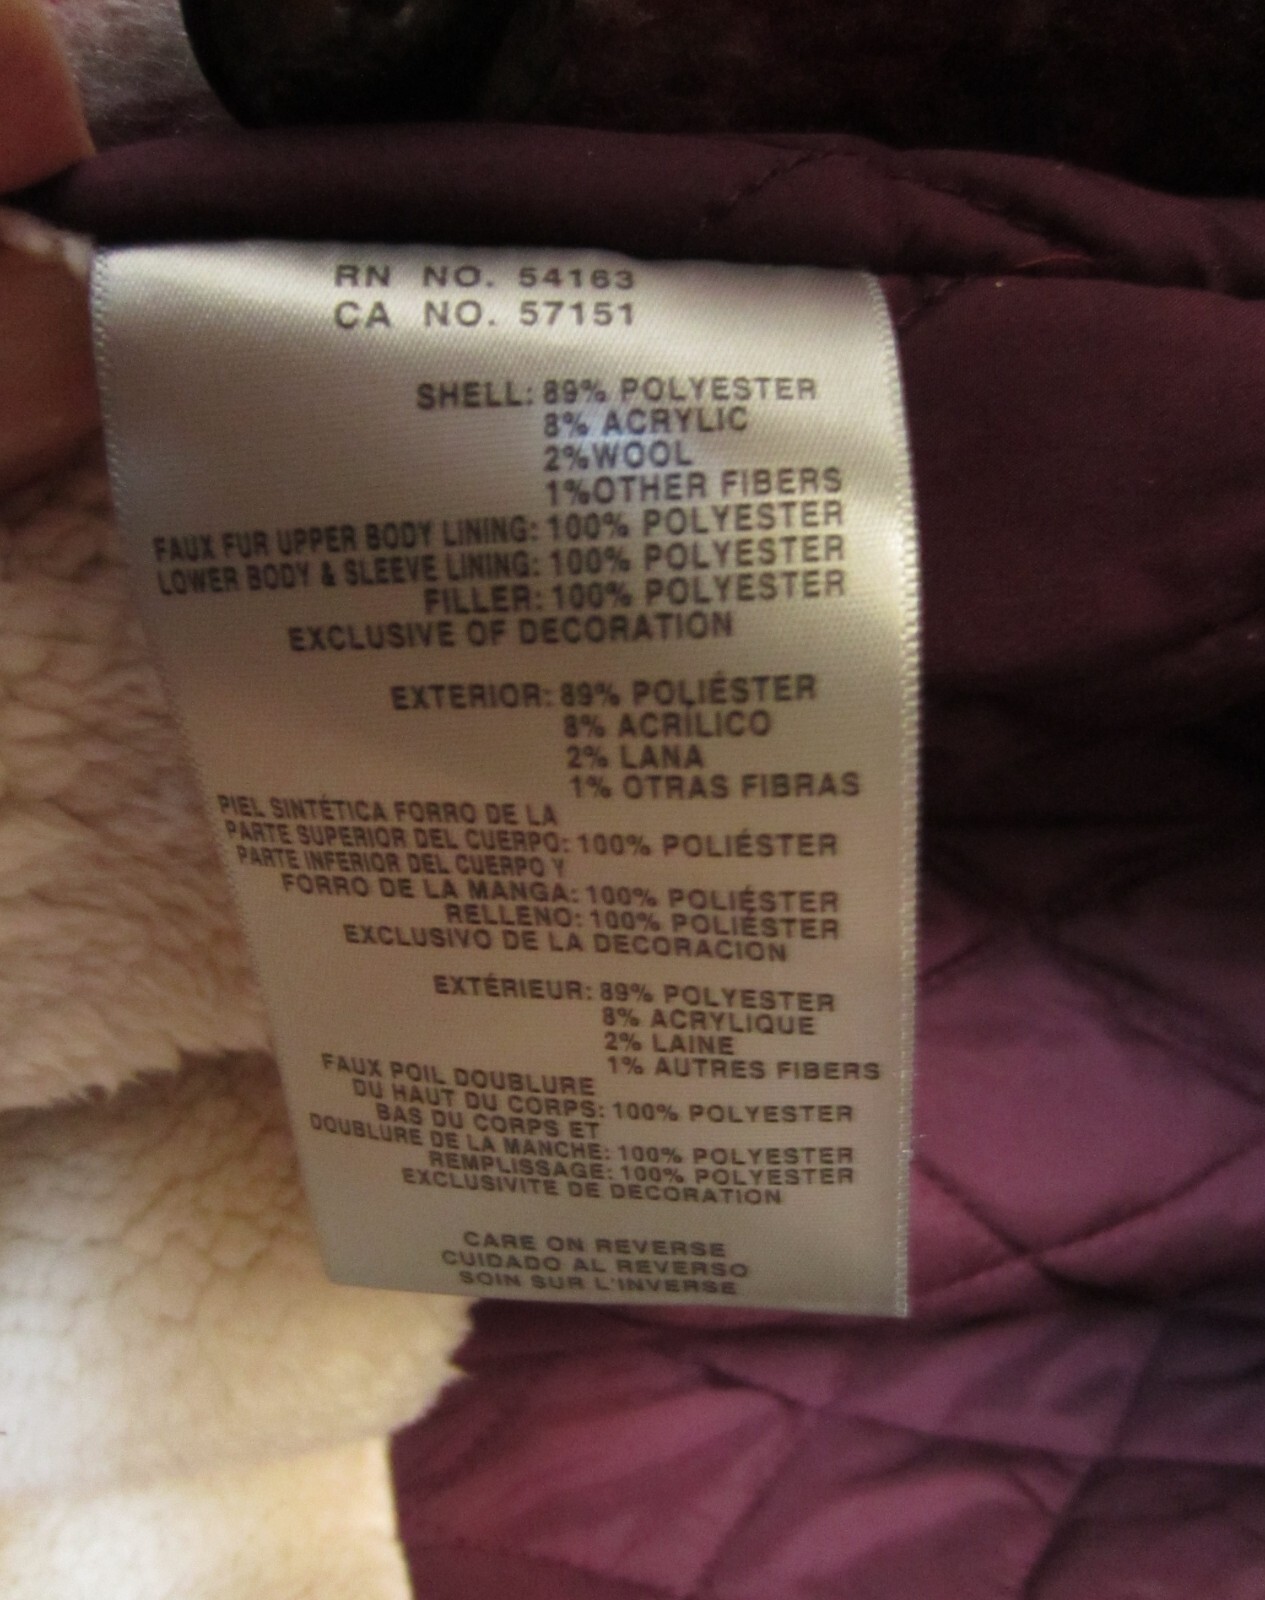 RN NO. 54163
CA NO. 57151
SHELL: 89% POLYESTER
8% ACRYLIC
2%WOOL
1%OTHER FIBERS
FAUX FUR UPPER BODY LINING: 100% POLYESTER
LOWER BODY & SLEEVE LINING: 100% POLYESTER
FILLER: 100% POLYESTER
EXCLUSIVE OF DECORATION
EXTERIOR: 89% POLIÉSTER
8% ACRÍLICO
2% LANA
1% OTRAS FIBRAS
PIEL SINTÉTICA FORRO DE LA
PARTE SUPERIOR DEL CUERPO: 100% POLIÉSTER
PARTE INFERIOR DEL CUERPO Y
FORRO DE LA MANGA: 100% POLIÉSTER
RELLENO: 100% POLIÉSTER
EXCLUSIVO DE LA DECORACION
EXTÉRIEUR: 89% POLYESTER
8% ACRYLIQUE
2% LAINE
1% AUTRES FIBERS
FAUX POIL DOUBLURE
DU HAUT DU CORPS: 100% POLYESTER
BAS DU CORPS ET
DOUBLURE DE LA MANCHE: 100% POLYESTER
REMPLISSAGE: 100% POLYESTER
EXCLUSIVITE DE DECORATION
CARE ON REVERSE
CUIDADO AL REVERSO
SOIN SUR L'INVERSE